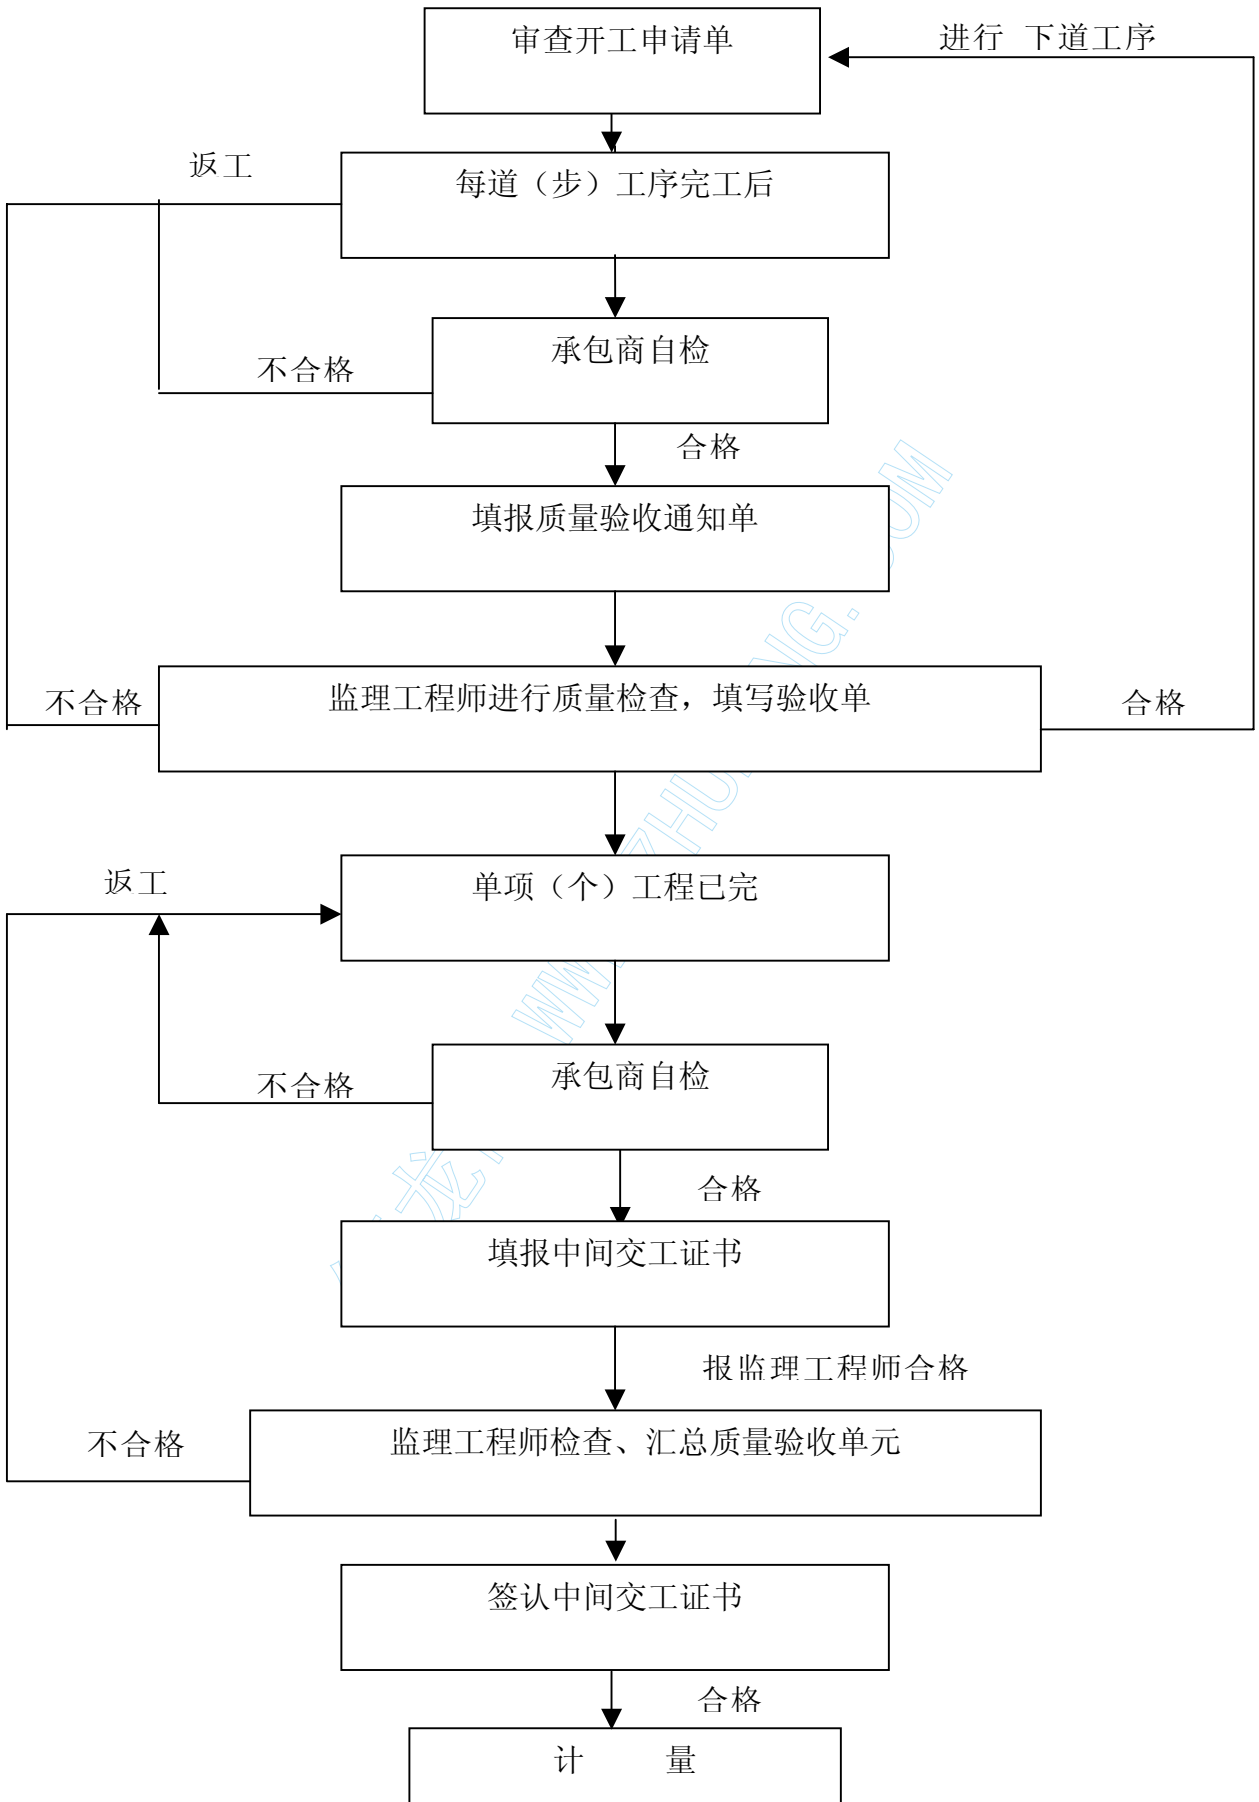 审查开工申请单
进行 下道工序
返工
每道（步）工序完工后
承包商自检
不合格
合格
填报质量验收通知单
不合格
监理工程师进行质量检查，填写验收单
合格
返工
单项（个）工程已完
承包商自检
不合格
合格
填报中间交工证书
报监理工程师合格
不合格
监理工程师检查、汇总质量验收单元
签认中间交工证书
合格
计 量